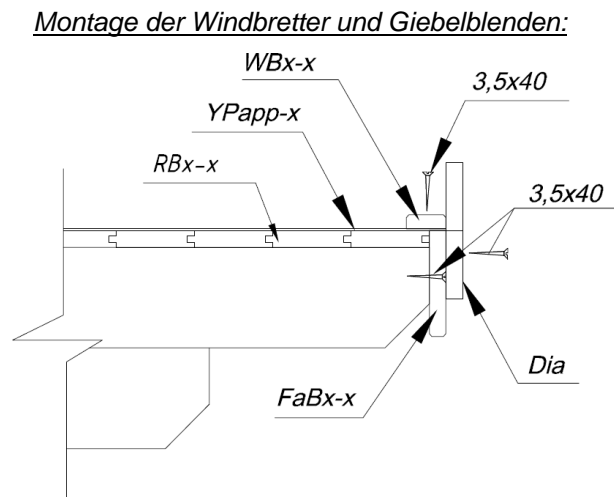 Montage der Windbretter und Giebelblenden:
WBx-x
3,5x40
YPapp-x
RBx-x
3,5x40
Dia
FaBx-x